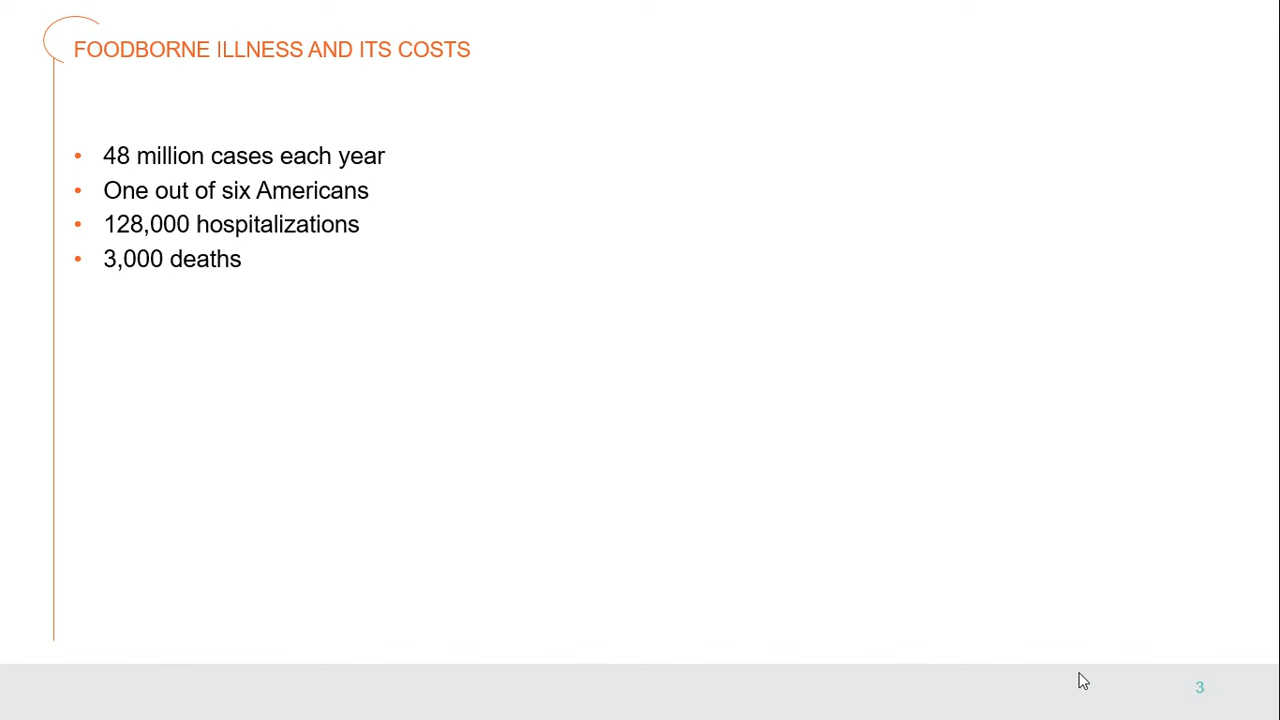 FOODBORNE ILLNESS AND ITS COSTS
• 48 million cases each year
• One out of six Americans
• 128,000 hospitalizations
• 3,000 deaths
3